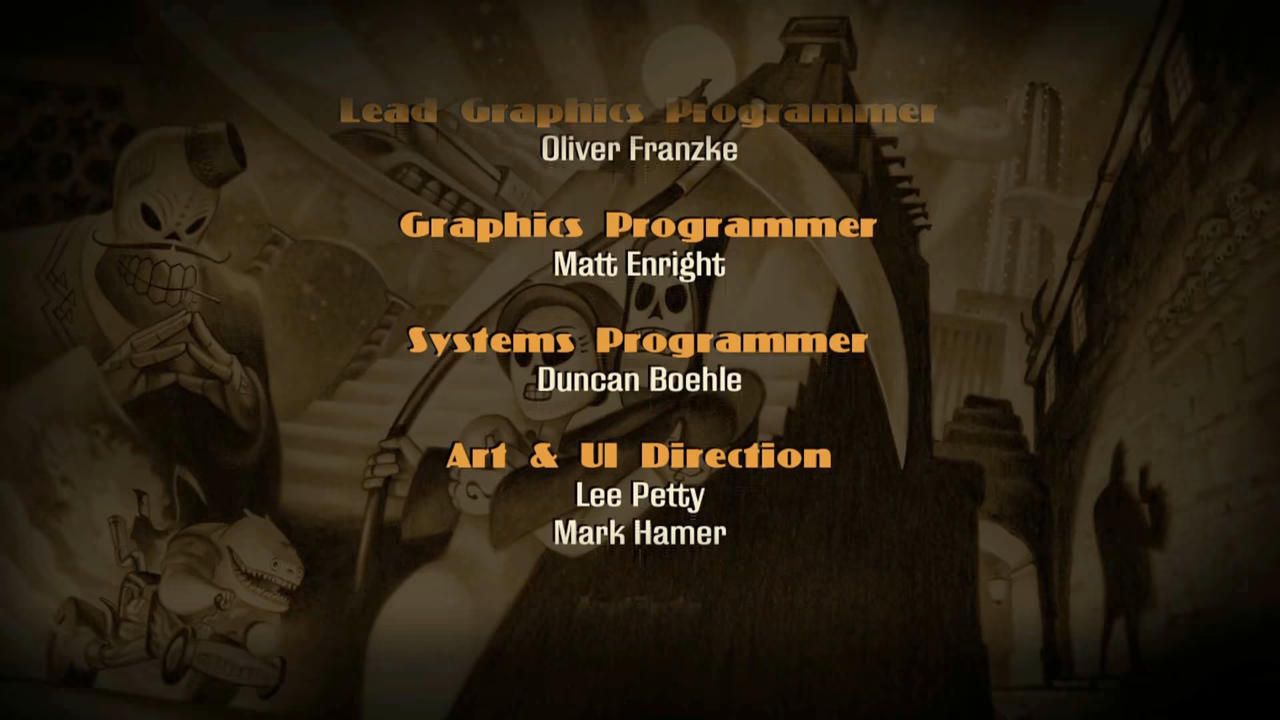 Lead Graphics Programmer
Oliver Franzke
Graphics Programmer
Matt Enright
Systems Programmer
Duncan Boehle
Art & UI Direction
Lee Petty
Mark Hamer